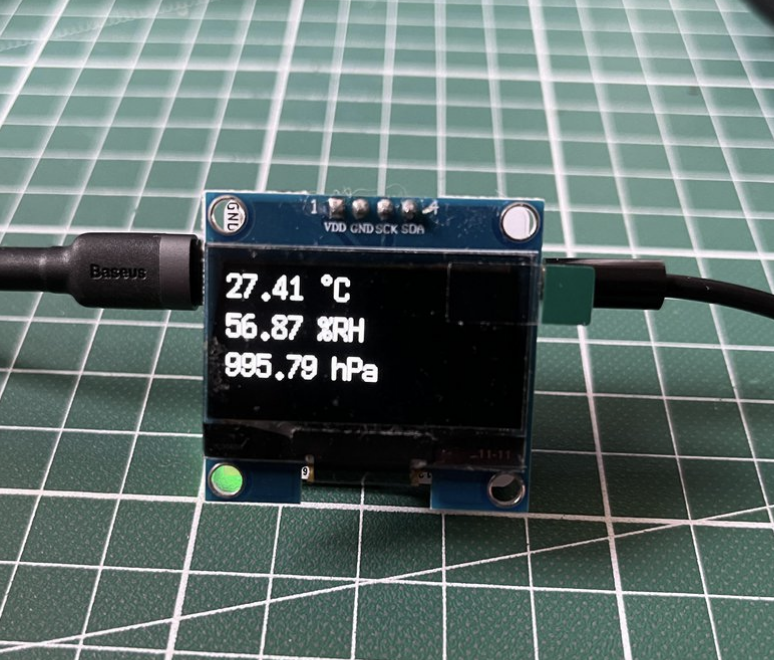 GND
1 4
VDD GND SCK SDA
Baseus
27.41 °C
56.87 %RH
995.79 hPa